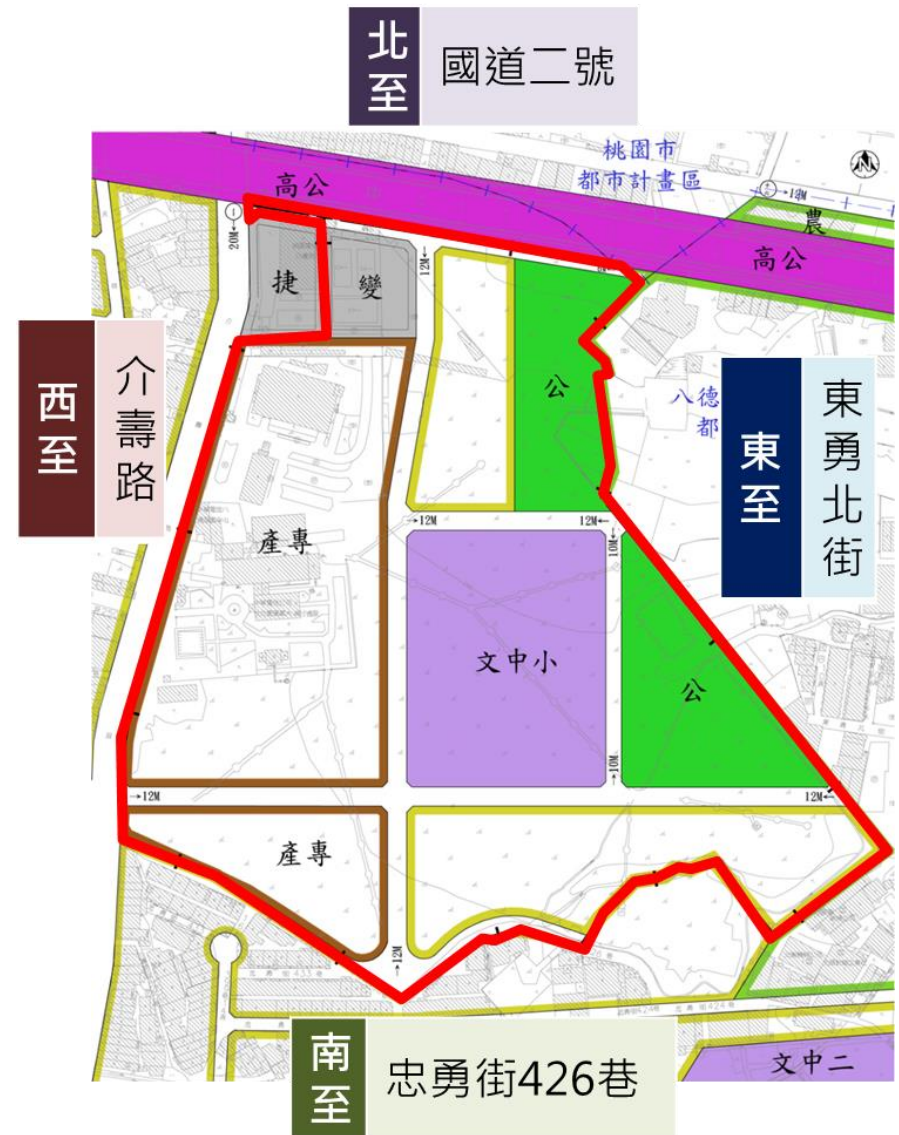 北至
國道二號
桃園市
都市計畫區
高公
12M
農
高公
20M
12M
捷
變
公
八德
都
西至
介壽路
東至
東勇北街
12M
12M
10M
產專
文中小
公
10M
12M
12M
產專
12M
南至
忠勇街426巷
文中二